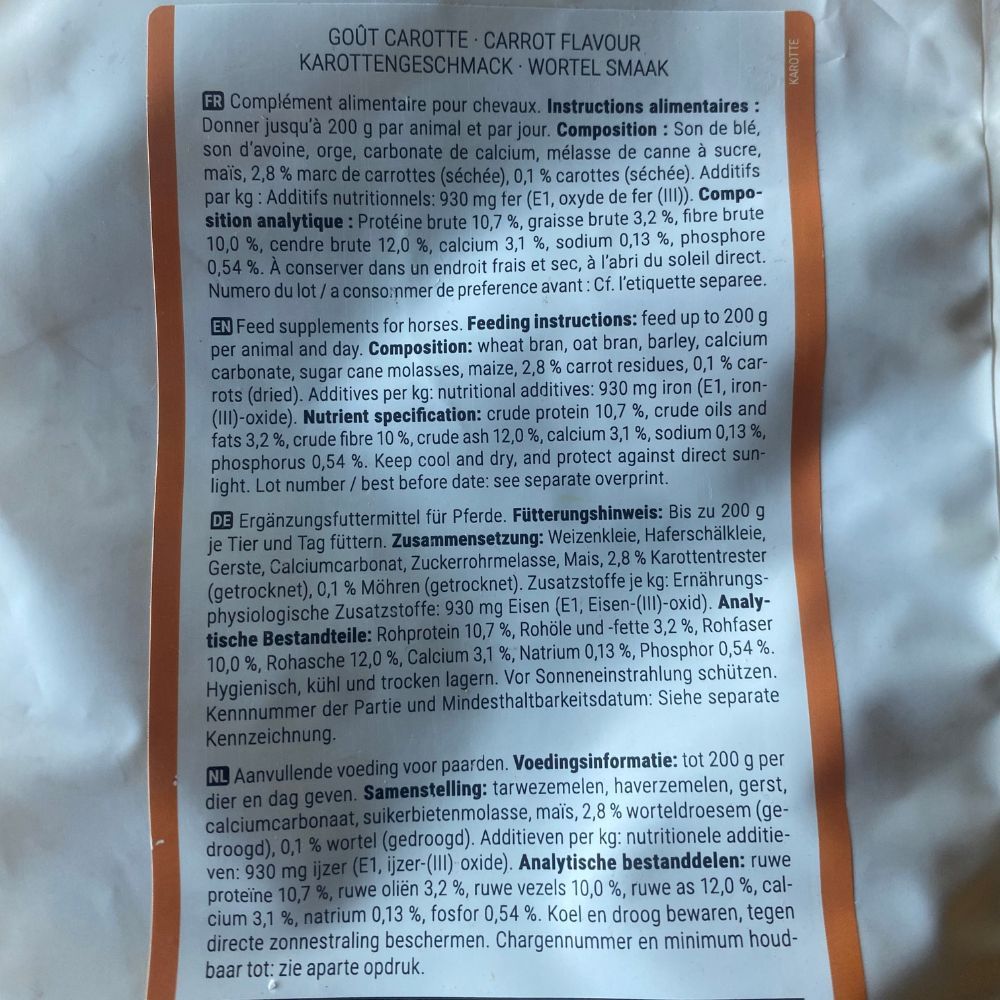 GOÛT CAROTTE · CARROT FLAVOUR
KAROTTENGESCHMACK · WORTEL SMAAK
KAROTTE
FR Complément alimentaire pour chevaux. Instructions alimentaires :
Donner jusqu'à 200 g par animal et par jour. Composition : Son de blé,
son d'avoine, orge, carbonate de calcium, mélasse de canne à sucre,
maïs, 2,8 % marc de carrottes (séchée), 0,1 % carottes (séchée). Additifs
par kg : Additifs nutritionnels: 930 mg fer (E1, oxyde de fer (III)). Compo-
sition analytique : Protéine brute 10,7 %, graisse brute 3,2 %, fibre brute
10,0 %, cendre brute 12,0 %, calcium 3,1 %, sodium 0,13 %, phosphore
0,54 %. À conserver dans un endroit frais et sec, à l'abri du soleil direct.
Numero du lot / a consommer de preference avant : Cf. l'etiquette separee.
EN Feed supplements for horses. Feeding instructions: feed up to 200 g
per animal and day. Composition: wheat bran, oat bran, barley, calcium
carbonate, sugar cane molasses, maize, 2,8 % carrot residues, 0,1 % car-
rots (dried). Additives per kg: nutritional additives: 930 mg iron (E1, iron-
(III)-oxide). Nutrient specification: crude protein 10,7 %, crude oils and
fats 3,2 %, crude fibre 10 %, crude ash 12,0 %, calcium 3,1 %, sodium 0,13 %,
phosphorus 0,54 %. Keep cool and dry, and protect against direct sun-
light. Lot number / best before date: see separate overprint.
DE Ergänzungsfuttermittel für Pferde. Fütterungshinweis: Bis zu 200 g
je Tier und Tag füttern. Zusammensetzung: Weizenkleie, Haferschälkleie,
Gerste, Calciumcarbonat, Zuckerrohrmelasse, Mais, 2,8 % Karottentrester
(getrocknet), 0,1 % Möhren (getrocknet). Zusatzstoffe je kg: Ernährungs-
physiologische Zusatzstoffe: 930 mg Eisen (E1, Eisen-(III)-oxid). Analy-
tische Bestandteile: Rohprotein 10,7 %, Rohöle und -fette 3,2 %, Rohfaser
10,0 %, Rohasche 12,0 %, Calcium 3,1 %, Natrium 0,13 %, Phosphor 0,54 %.
Hygienisch, kühl und trocken lagern. Vor Sonneneinstrahlung schützen.
Kennnummer der Partie und Mindesthaltbarkeitsdatum: Siehe separate
Kennzeichnung.
NL Aanvullende voeding voor paarden. Voedingsinformatie: tot 200 g per
dier en dag geven. Samenstelling: tarwezemelen, haverzemelen, gerst,
calciumcarbonaat, suikerbietenmolasse, maïs, 2,8 % worteldroesem (ge-
droogd), 0,1 % wortel (gedroogd). Additieven per kg: nutritionele additie-
ven: 930 mg ijzer (E1, ijzer-(III)-oxide). Analytische bestanddelen: ruwe
proteïne 10,7 %, ruwe oliën 3,2 %, ruwe vezels 10,0 %, ruwe as 12,0 %, cal-
cium 3,1 %, natrium 0,13 %, fosfor 0,54 %. Koel en droog bewaren, tegen
directe zonnestraling beschermen. Chargennummer en minimum houd-
baar tot: zie aparte opdruk.